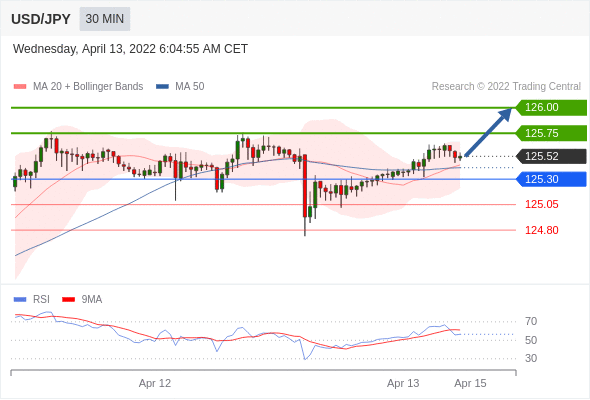 USD/JPY 30 MIN
Wednesday, April 13, 2022 6:04:55 AM CET
MA 20 + Bollinger Bands MA 50 Research © 2022 Trading Central
126.00
125.75
125.52
125.30
125.05
124.80
RSI 9MA
70
50
30
Apr 12 Apr 13 Apr 15